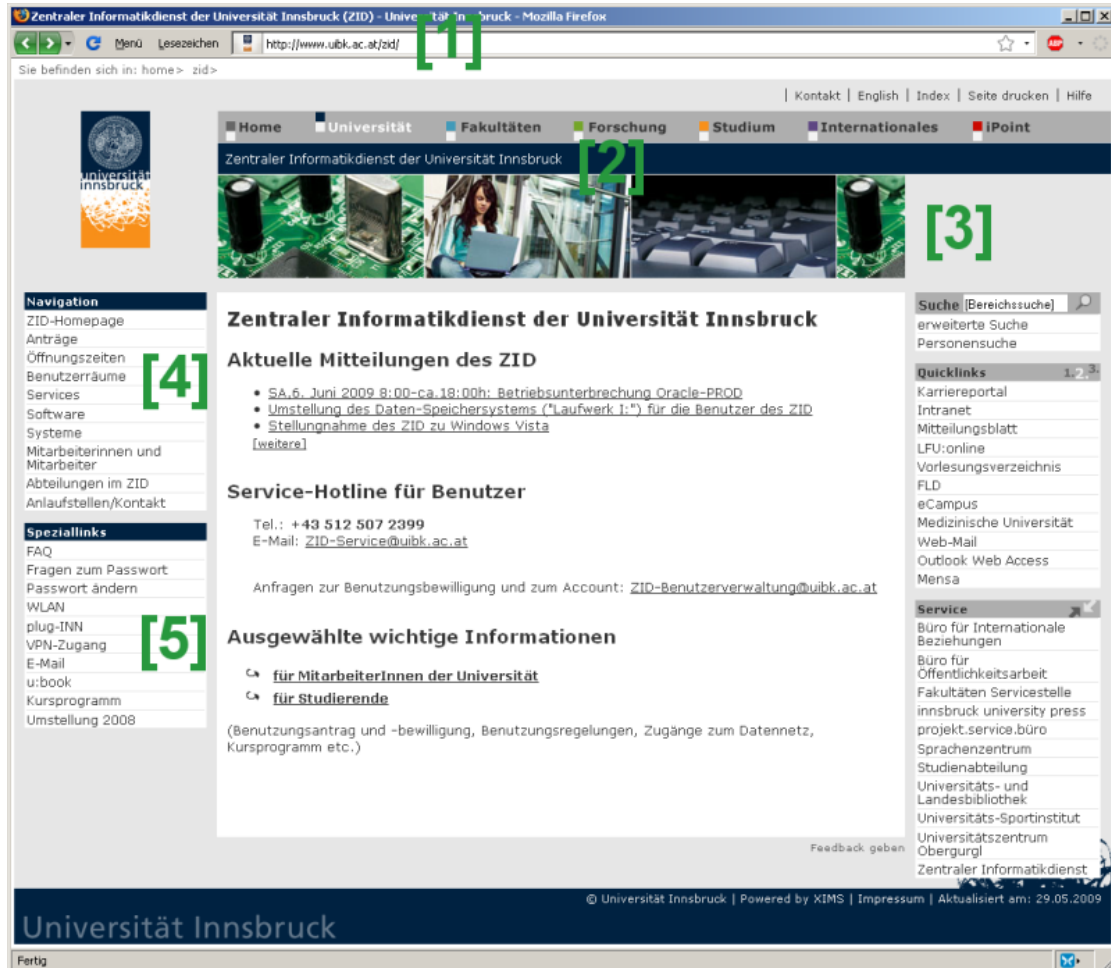 Zentraler Informatikdienst der Universität Innsbruck (ZID) - Universität Innsbruck - Mozilla Firefox
[1]
Menü Lesezeichen http://www.uibk.ac.at/zid/ ABP
Sie befinden sich in: home> zid>
| Kontakt | English | Index | Seite drucken | Hilfe
Home Universität Fakultäten Forschung Studium Internationales iPoint
Zentraler Informatikdienst der Universität Innsbruck
[2]
universität
innsbruck
[3]
Navigation
ZID-Homepage
Anträge
Öffnungszeiten
Benutzerräume
[4]
Services
Software
Systeme
Mitarbeiterinnen und
Mitarbeiter
Abteilungen im ZID
Anlaufstellen/Kontakt
Speziallinks
FAQ
Fragen zum Passwort
Passwort ändern
WLAN
plug-INN
[5]
VPN-Zugang
E-Mail
u:book
Kursprogramm
Umstellung 2008
Zentraler Informatikdienst der Universität Innsbruck
Aktuelle Mitteilungen des ZID
• SA,6. Juni 2009 8:00-ca.18:00h: Betriebsunterbrechung Oracle-PROD
• Umstellung des Daten-Speichersystems ("Laufwerk I:") für die Benutzer des ZID
• Stellungnahme des ZID zu Windows Vista
[weitere]
Service-Hotline für Benutzer
Tel.: +43 512 507 2399
E-Mail: ZID-Service@uibk.ac.at
Anfragen zur Benutzungsbewilligung und zum Account: ZID-Benutzerverwaltung@uibk.ac.at
Ausgewählte wichtige Informationen
für MitarbeiterInnen der Universität
für Studierende
(Benutzungsantrag und -bewilligung, Benutzungsregelungen, Zugänge zum Datennetz,
Kursprogramm etc.)
Feedback geben
Suche [Bereichssuche]
erweiterte Suche
Personensuche
Quicklinks 1.2.3.
Karriereportal
Intranet
Mitteilungsblatt
LFU:online
Vorlesungsverzeichnis
FLD
eCampus
Medizinische Universität
Web-Mail
Outlook Web Access
Mensa
Service
Büro für Internationale
Beziehungen
Büro für
Öffentlichkeitsarbeit
Fakultäten Servicestelle
innsbruck university press
projekt.service.büro
Sprachenzentrum
Studienabteilung
Universitäts- und
Landesbibliothek
Universitäts-Sportinstitut
Universitätszentrum
Obergurgl
Zentraler Informatikdienst
© Universität Innsbruck | Powered by XIMS | Impressum | Aktualisiert am: 29.05.2009
Universität Innsbruck
Fertig